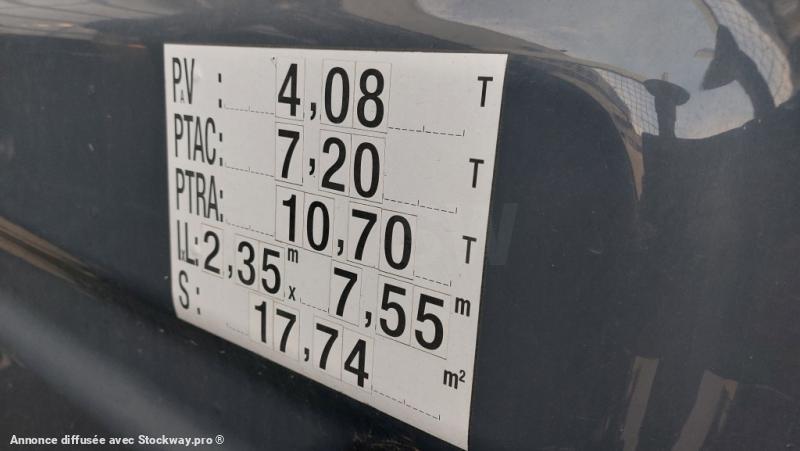 P.V : 4,08 T
PTAC: 7,20 T
PTRA: 10,70 T
l.L: 2,35 m x 7,55 m
S : 17,74 m²
Annonce diffusée avec Stockway.pro ®